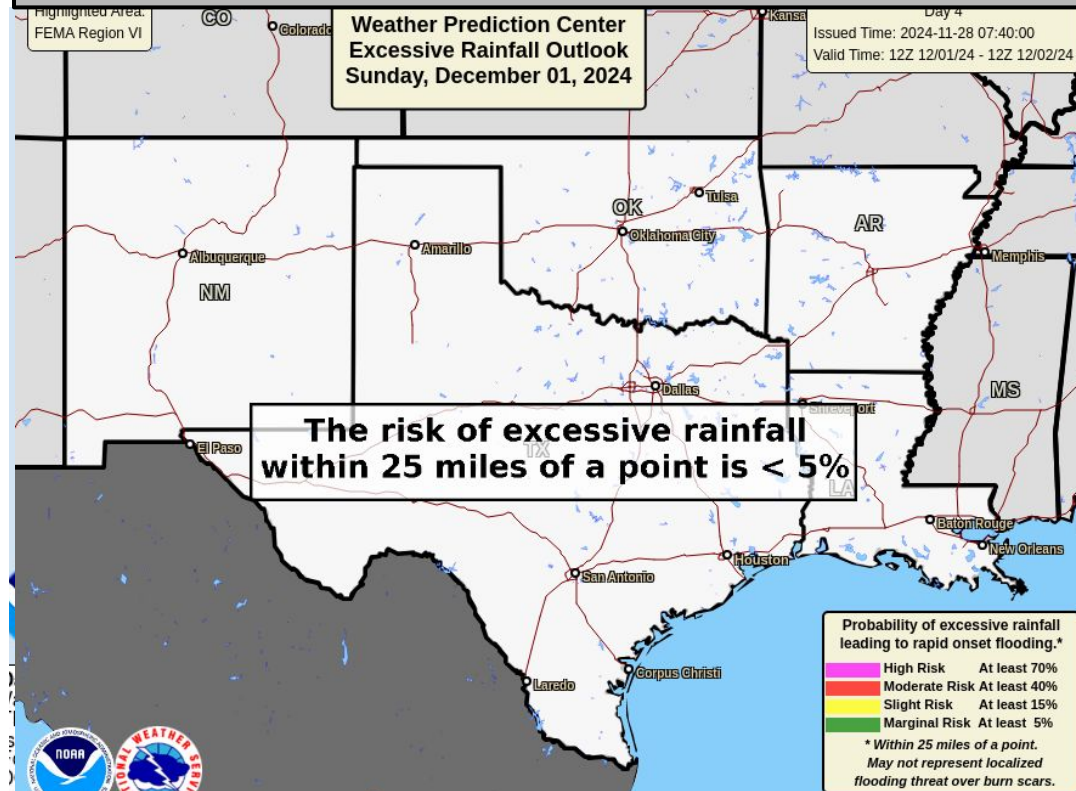 Highlighted Area:
FEMA Region VI
Weather Prediction Center
Excessive Rainfall Outlook
Sunday, December 01, 2024
Day 4
Issued Time: 2024-11-28 07:40:00
Valid Time: 12Z 12/01/24 - 12Z 12/02/24
CO
Colorado
Kansa
Tulsa
OK
Oklahoma City
AR
Amarillo
Albuquerque
Memphis
NM
Dallas
MS
Shreveport
The risk of excessive rainfall
within 25 miles of a point is < 5%
El Paso
TX
LA
Baton Rouge
New Orleans
Houston
San Antonio
Corpus Christi
Laredo
Probability of excessive rainfall
leading to rapid onset flooding.*
High Risk At least 70%
Moderate Risk At least 40%
Slight Risk At least 15%
Marginal Risk At least 5%
* Within 25 miles of a point.
May not represent localized
flooding threat over burn scars.
NOAA
WEATHER SERV